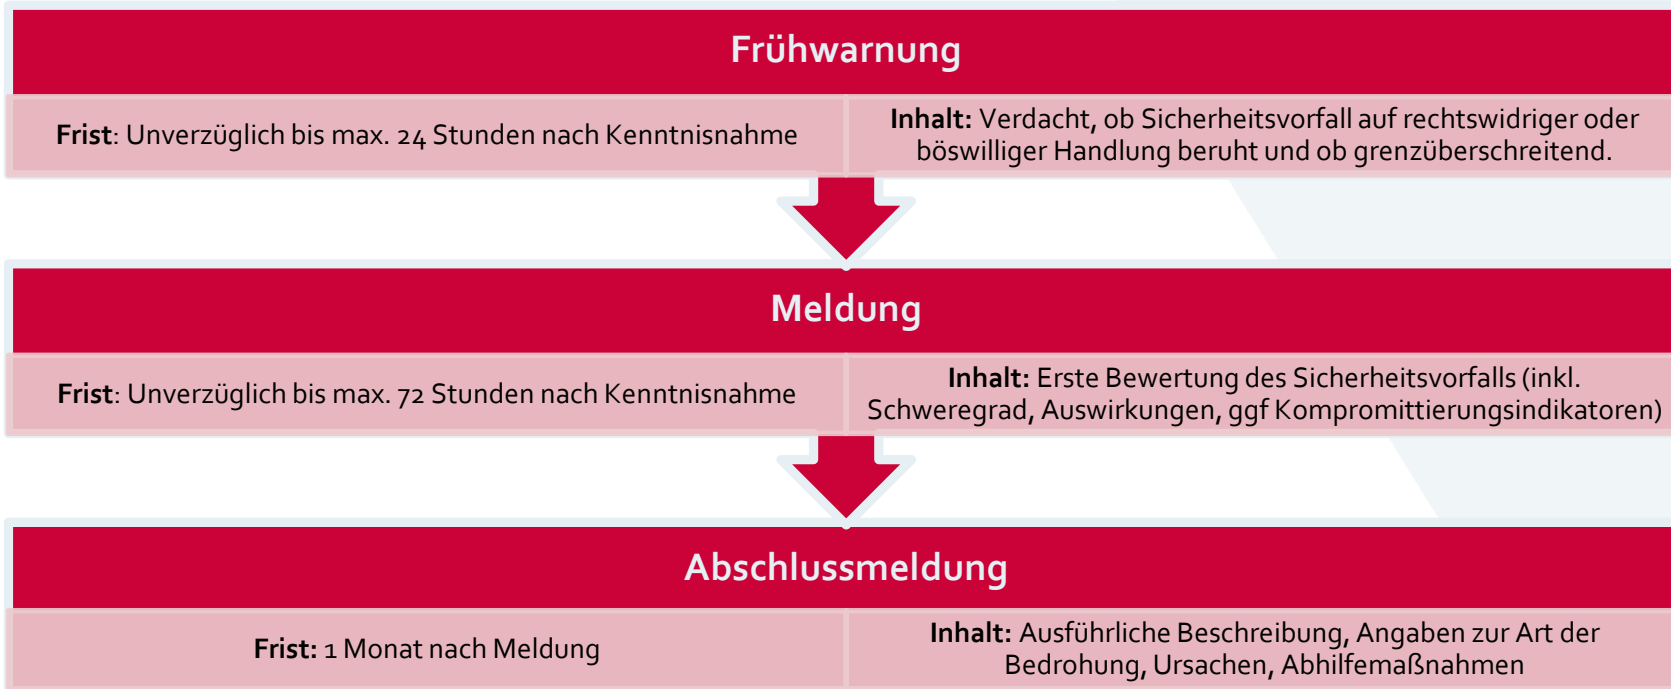 Frühwarnung
Frist: Unverzüglich bis max. 24 Stunden nach Kenntnisnahme
Inhalt: Verdacht, ob Sicherheitsvorfall auf rechtswidriger oder
böswilliger Handlung beruht und ob grenzüberschreitend.
Meldung
Frist: Unverzüglich bis max. 72 Stunden nach Kenntnisnahme
Inhalt: Erste Bewertung des Sicherheitsvorfalls (inkl.
Schweregrad, Auswirkungen, ggf Kompromittierungsindikatoren)
Abschlussmeldung
Frist: 1 Monat nach Meldung
Inhalt: Ausführliche Beschreibung, Angaben zur Art der
Bedrohung, Ursachen, Abhilfemaßnahmen